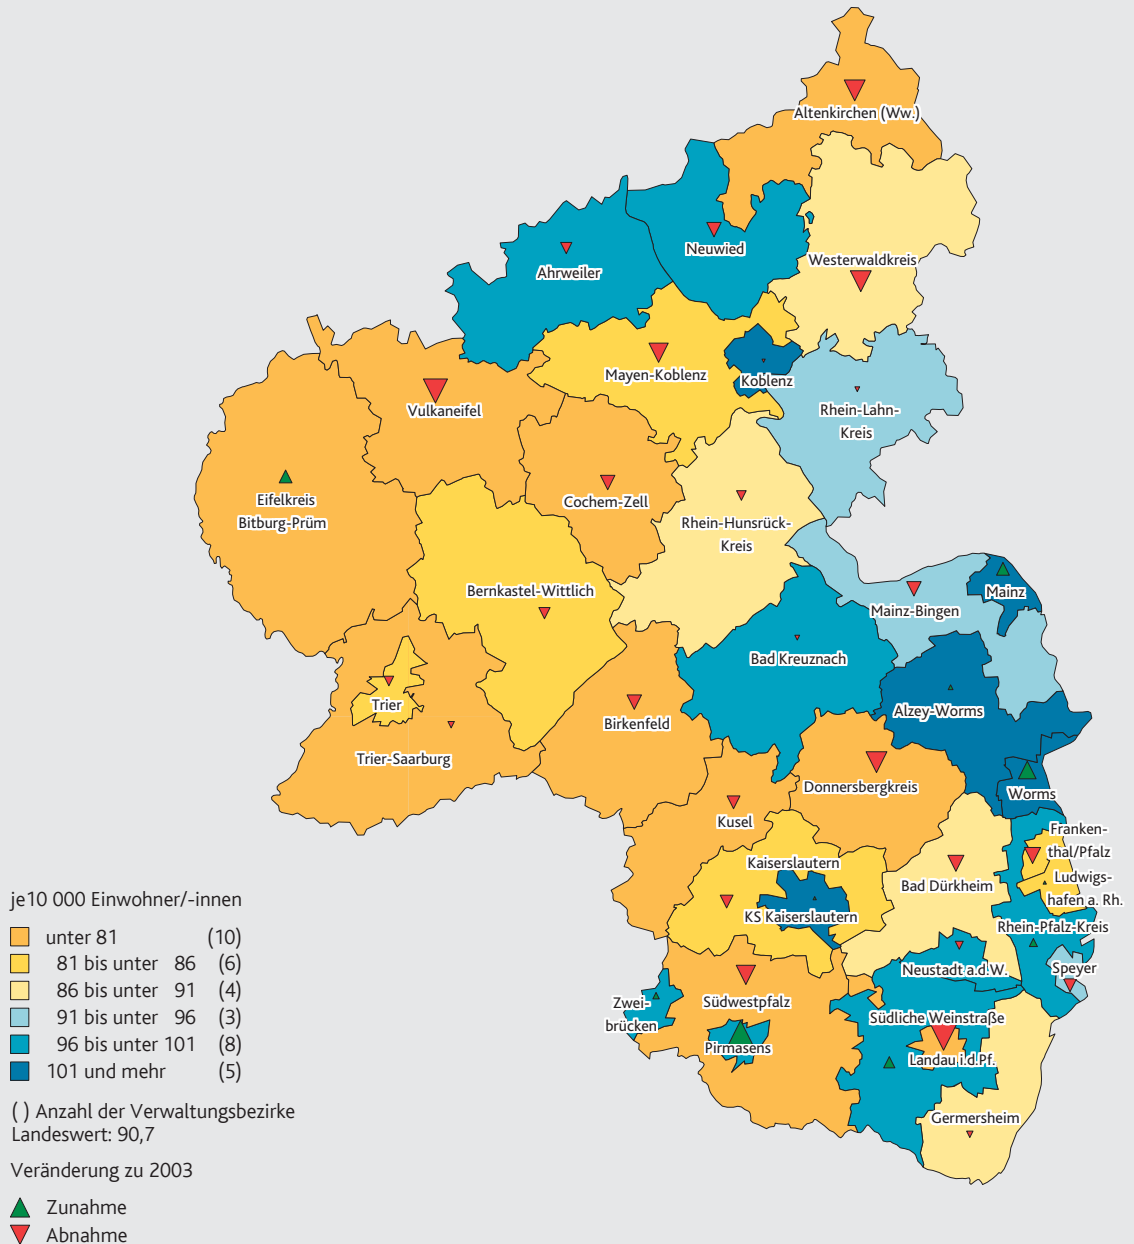 Altenkirchen (Ww.)
Neuwied
Ahrweiler
Westerwaldkreis
Mayen-Koblenz
Koblenz
Vulkaneifel
Rhein-Lahn-
Kreis
Eifelkreis
Bitburg-Prüm
Cochem-Zell
Rhein-Hunsrück-
Kreis
Bernkastel-Wittlich
Mainz
Mainz-Bingen
Bad Kreuznach
Trier
Alzey-Worms
Birkenfeld
Trier-Saarburg
Donnersbergkreis
Worms
Kusel
Franken-
thal/Pfalz
Kaiserslautern
Ludwigs-
hafen a. Rh.
Bad Dürkheim
KS Kaiserslautern
Rhein-Pfalz-Kreis
Neustadt a.d.W.
Speyer
Südwestpfalz
Zwei-
brücken
Südliche Weinstraße
Pirmasens
Landau i.d.Pf.
Germersheim
je10 000 Einwohner/-innen
unter 81 (10)
81 bis unter 86 (6)
86 bis unter 91 (4)
91 bis unter 96 (3)
96 bis unter 101 (8)
101 und mehr (5)
( ) Anzahl der Verwaltungsbezirke
Landeswert: 90,7
Veränderung zu 2003
Zunahme
Abnahme